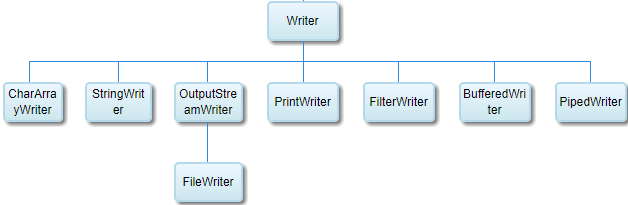 Writer
CharArra
yWriter
StringWrit
er
OutputStre
amWriter
PrintWriter
FilterWriter
BufferedWri
ter
PipedWriter
FileWriter